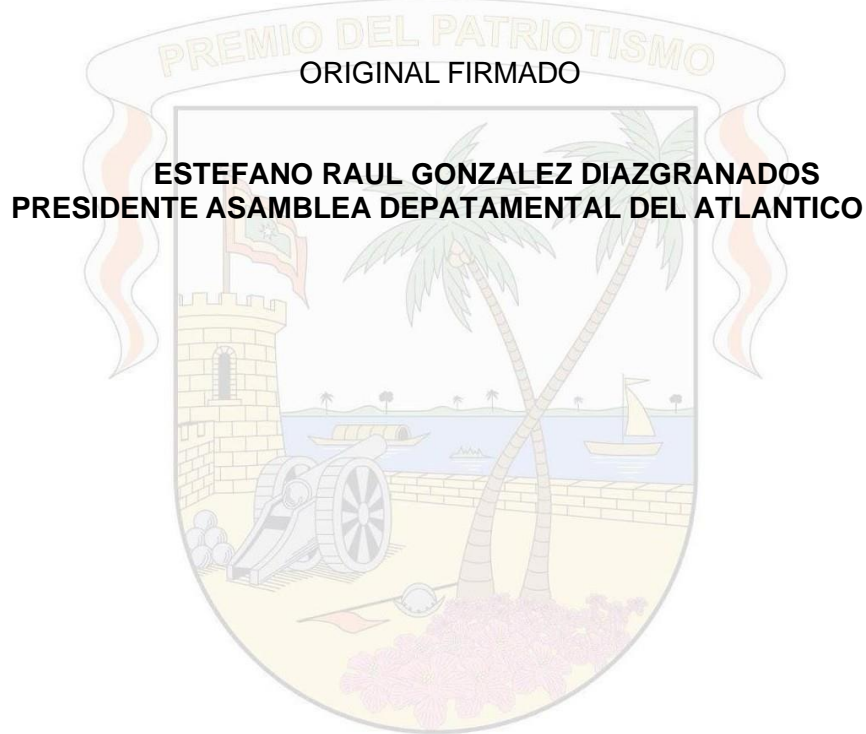 PREMIO DEL PATRIOTISMO
ORIGINAL FIRMADO
ESTEFANO RAUL GONZALEZ DIAZGRANADOS
PRESIDENTE ASAMBLEA DEPATAMENTAL DEL ATLANTICO